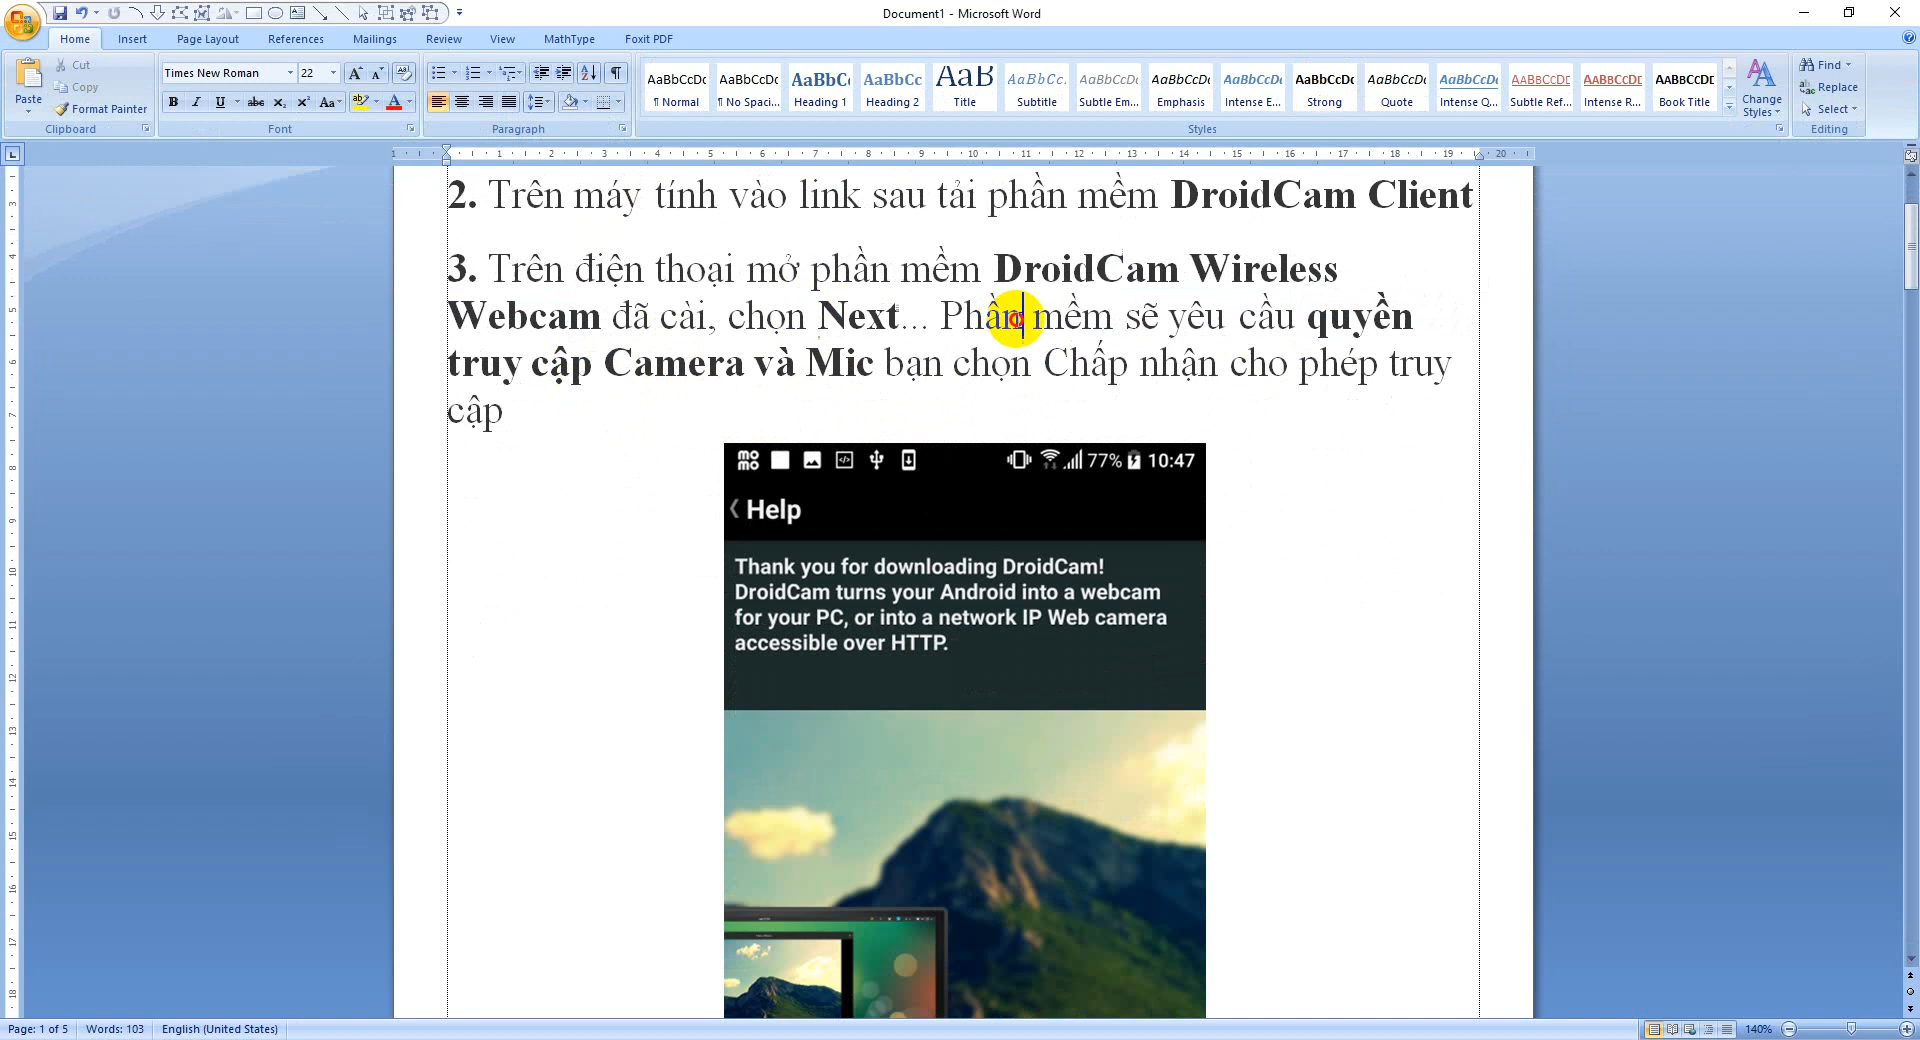 Document1 - Microsoft Word
Home Insert Page Layout References Mailings Review View MathType Foxit PDF
Paste
Cut
Copy
Format Painter
Clipboard
Times New Roman 22
Font
Paragraph
AaBbCcDc AaBbCcDc AaBbC AaBbCc AaB AaBbCc. AaBbCcDc AaBbCcDc AaBbCcDc AaBbCcDc AaBbCcDc AaBbCcDc AABBCCDD AABBCCDD AABBCCDD
¶ Normal ¶ No Spaci... Heading 1 Heading 2 Title Subtitle Subtle Em... Emphasis Intense E... Strong Quote Intense Q... Subtle Ref... Intense R... Book Title
Change Styles
Styles
Find
Replace
Select
Editing
2. Trên máy tính vào link sau tải phần mềm DroidCam Client
3. Trên điện thoại mở phần mềm DroidCam Wireless
Webcam đã cài, chọn Next... Phần mềm sẽ yêu cầu quyền
truy cập Camera và Mic bạn chọn Chấp nhận cho phép truy
cập
77% 10:47
Help
Thank you for downloading DroidCam!
DroidCam turns your Android into a webcam
for your PC, or into a network IP Web camera
accessible over HTTP.
Page: 1 of 5 Words: 103 English (United States) 140%